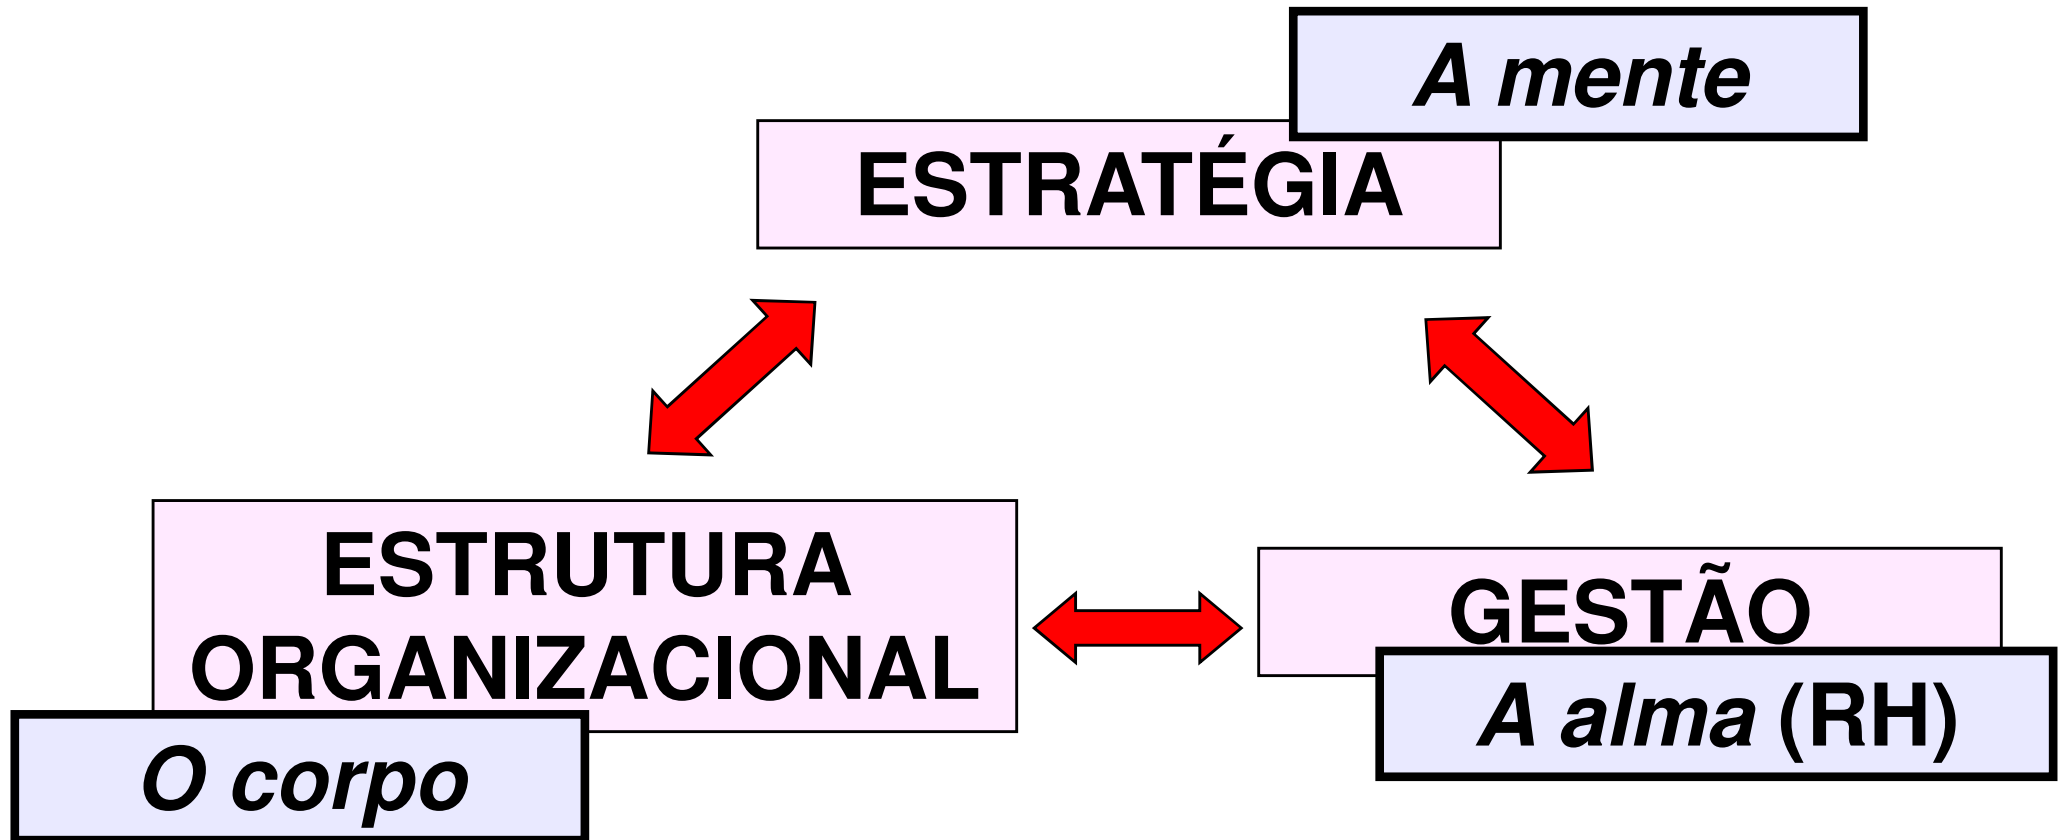 A mente
ESTRATÉGIA
ESTRUTURA
ORGANIZACIONAL
O corpo
GESTÃO
A alma (RH)